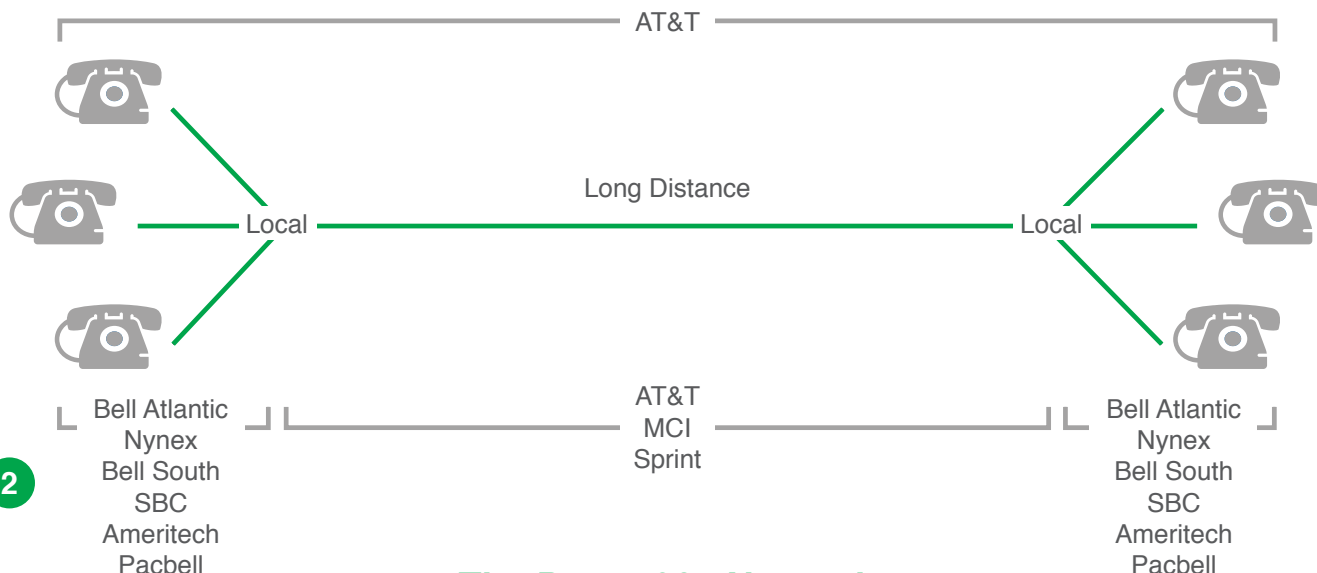 AT&T
Long Distance
Local
Local
Bell Atlantic
Nynex
Bell South
SBC
Ameritech
Pacbell
AT&T
MCI
Sprint
Bell Atlantic
Nynex
Bell South
SBC
Ameritech
Pacbell
2